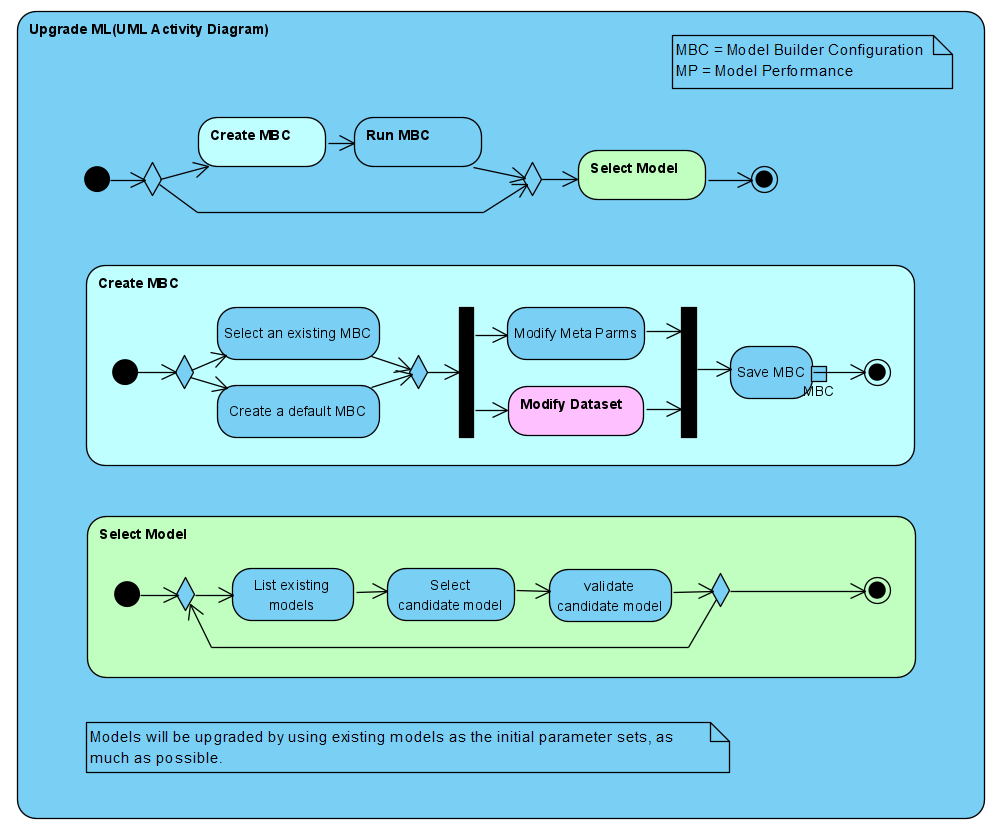 Upgrade ML(UML Activity Diagram)
MBC = Model Builder Configuration
MP = Model Performance
Create MBC
Run MBC
Select Model
Create MBC
Select an existing MBC
Modify Meta Parms
Save MBC
MBC
Create a default MBC
Modify Dataset
Select Model
List existing
models
Select
candidate model
validate
candidate model
Models will be upgraded by using existing models as the initial parameter sets, as
much as possible.